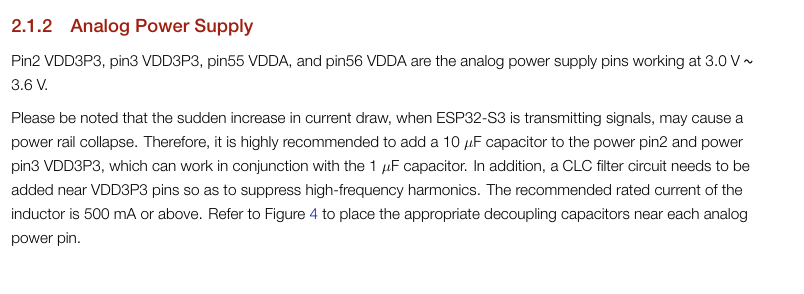 2.1.2 Analog Power Supply
Pin2 VDD3P3, pin3 VDD3P3, pin55 VDDA, and pin56 VDDA are the analog power supply pins working at 3.0 V ~
3.6 V.
Please be noted that the sudden increase in current draw, when ESP32-S3 is transmitting signals, may cause a
power rail collapse. Therefore, it is highly recommended to add a 10 μF capacitor to the power pin2 and power
pin3 VDD3P3, which can work in conjunction with the 1 μF capacitor. In addition, a CLC filter circuit needs to be
added near VDD3P3 pins so as to suppress high-frequency harmonics. The recommended rated current of the
inductor is 500 mA or above. Refer to Figure 4 to place the appropriate decoupling capacitors near each analog
power pin.